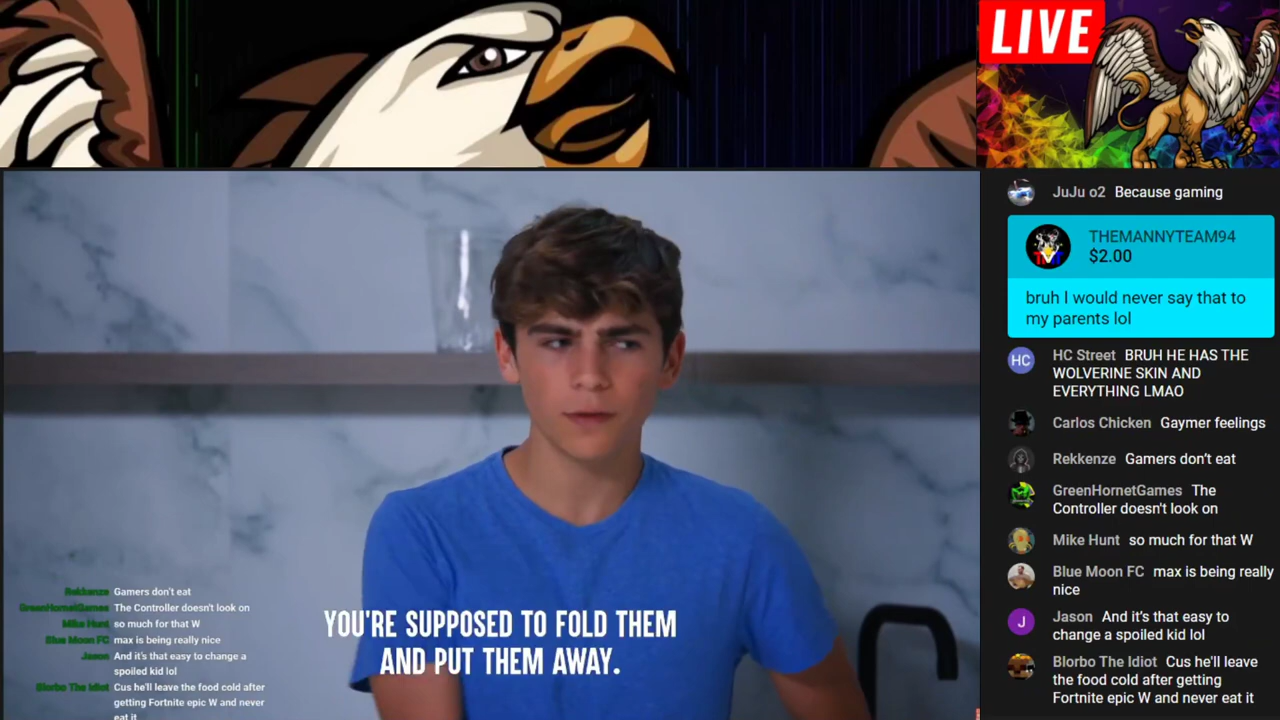 LIVE
JuJu o2 Because gaming
THEMANNYTEAM94
$2.00
bruh I would never say that to
my parents lol
HC HC Street BRUH HE HAS THE
WOLVERINE SKIN AND
EVERYTHING LMAO
Carlos Chicken Gaymer feelings
Rekkenze Gamers don't eat
GreenHornetGames The
Controller doesn't look on
Mike Hunt so much for that W
Blue Moon FC max is being really
nice
J Jason And it's that easy to
change a spoiled kid lol
Blorbo The Idiot Cus he'll leave
the food cold after getting
Fortnite epic W and never eat it
Rekkenze Gamers don't eat
GreenHornetGames The Controller doesn't look on
Mike Hunt so much for that W
Blue Moon FC max is being really nice
Jason And it's that easy to change a
spoiled kid lol
Blorbo The Idiot Cus he'll leave the food cold after
getting Fortnite epic W and never
eat it
YOU'RE SUPPOSED TO FOLD THEM
AND PUT THEM AWAY.